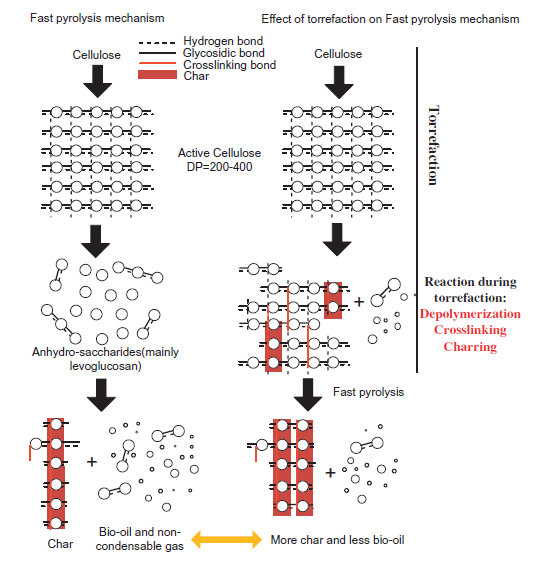 Fast pyrolysis mechanism
Effect of torrefaction on Fast pyrolysis mechanism
Cellulose
Hydrogen bond
Glycosidic bond
Crosslinking bond
Char
Cellulose
Active Cellulose
DP=200-400
Torrefaction
Anhydro-saccharides(mainly
levoglucosan)
+
Reaction during
torrefaction:
Depolymerization
Crosslinking
Charring
Fast pyrolysis
+
+
Char
Bio-oil and non-
condensable gas
More char and less bio-oil